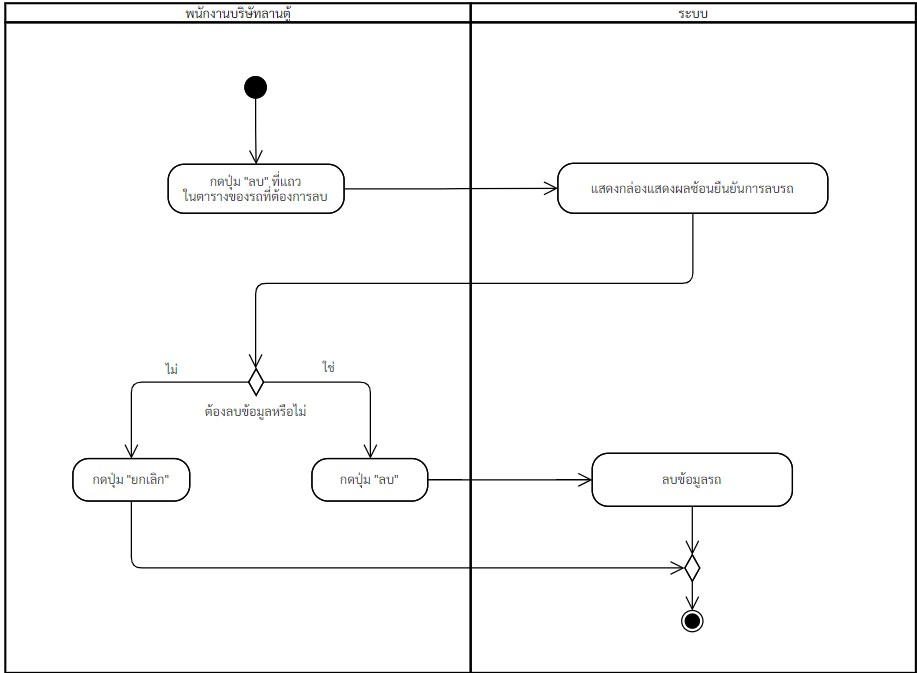 พนักงานบริษัทลานตู้
ระบบ
กดปุ่ม "ลบ" ที่แถว
ในตารางของรถที่ต้องการลบ
แสดงกล่องแสดงผลซ้อนยืนยันการลบรถ
ไม่
ใช่
ต้องลบข้อมูลหรือไม่
กดปุ่ม "ยกเลิก"
กดปุ่ม "ลบ"
ลบข้อมูลรถ